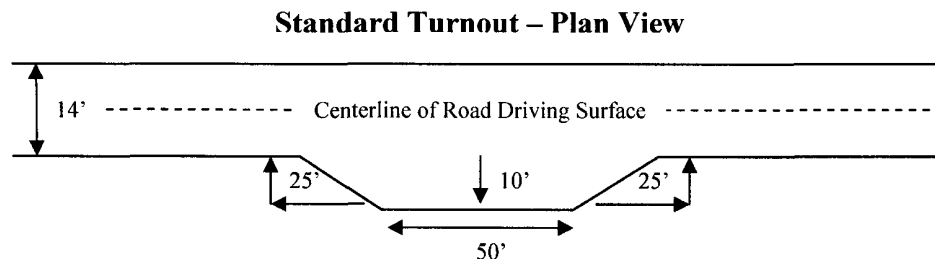 Standard Turnout – Plan View
14'
Centerline of Road Driving Surface
25'
10'
25'
50'